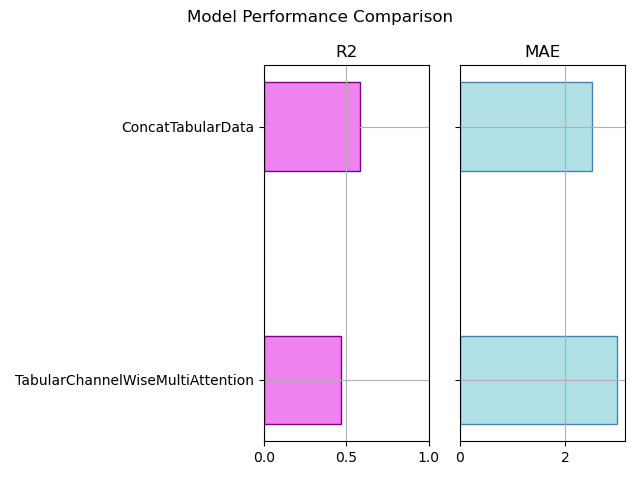 Model Performance Comparison
R2
MAE
ConcatTabularData
TabularChannelWiseMultiAttention
0.0
0.5
1.0
0
2